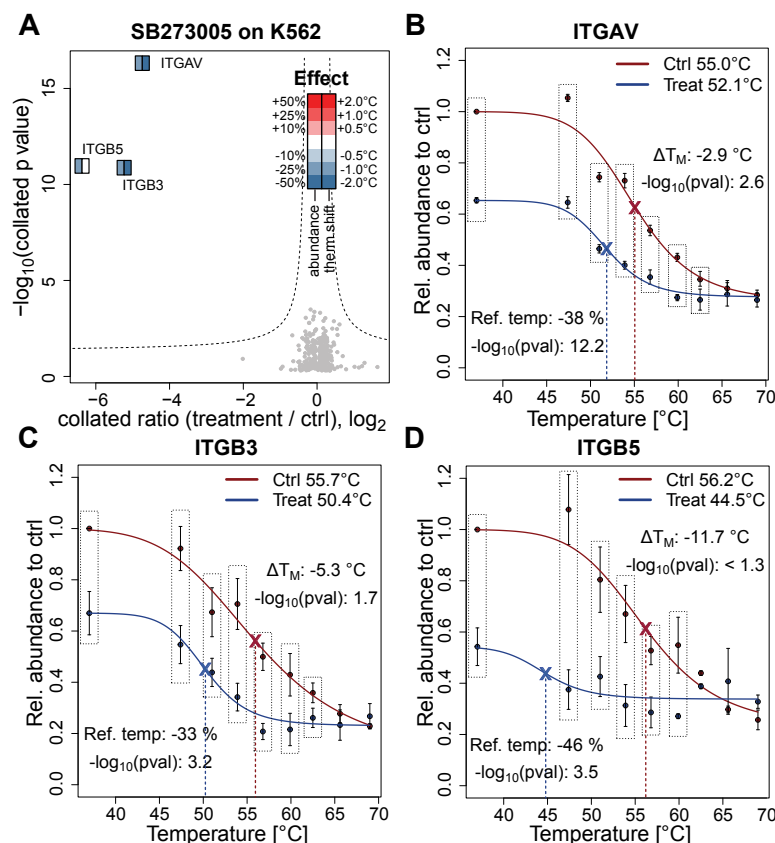 A
SB273005 on K562
−log10(collated p value)
15
10
5
0
ITGAV
ITGB5
ITGB3
Effect
+50% +2.0°C
+25% +1.0°C
+10% +0.5°C
-10% -0.5°C
-25% -1.0°C
-50% -2.0°C
abundance
therm.shift
−6 −4 −2 0
collated ratio (treatment / ctrl), log2
B
ITGAV
Rel. abundance to ctrl
1.2
1.0
0.8
0.6
0.4
0.2
0.0
Ctrl 55.0°C
Treat 52.1°C
ΔTM: -2.9 °C
-log10(pval): 2.6
Ref. temp: -38 %
-log10(pval): 12.2
40 45 50 55 60 65 70
Temperature [°C]
C
ITGB3
Rel. abundance to ctrl
1.2
1.0
0.8
0.6
0.4
0.2
0.0
Ctrl 55.7°C
Treat 50.4°C
ΔTM: -5.3 °C
-log10(pval): 1.7
Ref. temp: -33 %
-log10(pval): 3.2
40 45 50 55 60 65 70
Temperature [°C]
D
ITGB5
Rel. abundance to ctrl
1.2
1.0
0.8
0.6
0.4
0.2
0.0
Ctrl 56.2°C
Treat 44.5°C
ΔTM: -11.7 °C
-log10(pval): < 1.3
Ref. temp: -46 %
-log10(pval): 3.5
40 45 50 55 60 65 70
Temperature [°C]